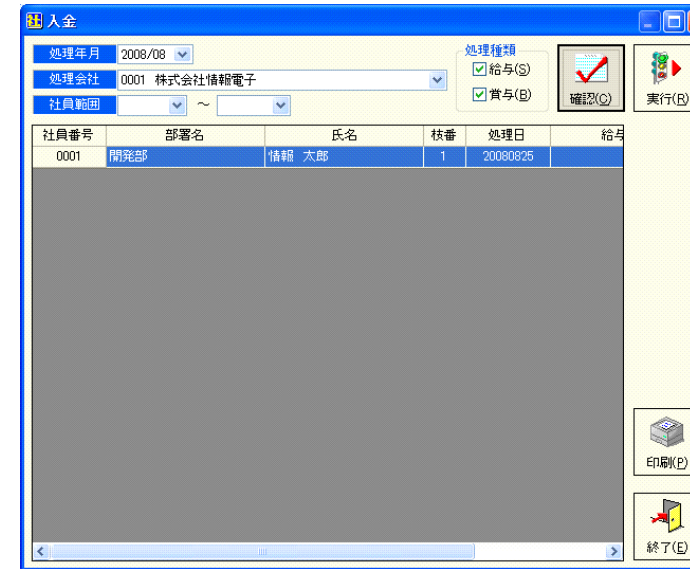 社 入金
処理年月 2008/08
処理会社 0001 株式会社情報電子
社員範囲 ～
処理種類
給与(S)
賞与(B)
確認(C)
実行(R)
社員番号 部署名 氏名 枝番 処理日 給与
0001 開発部 情報 太郎 1 20080825
印刷(P)
終了(E)